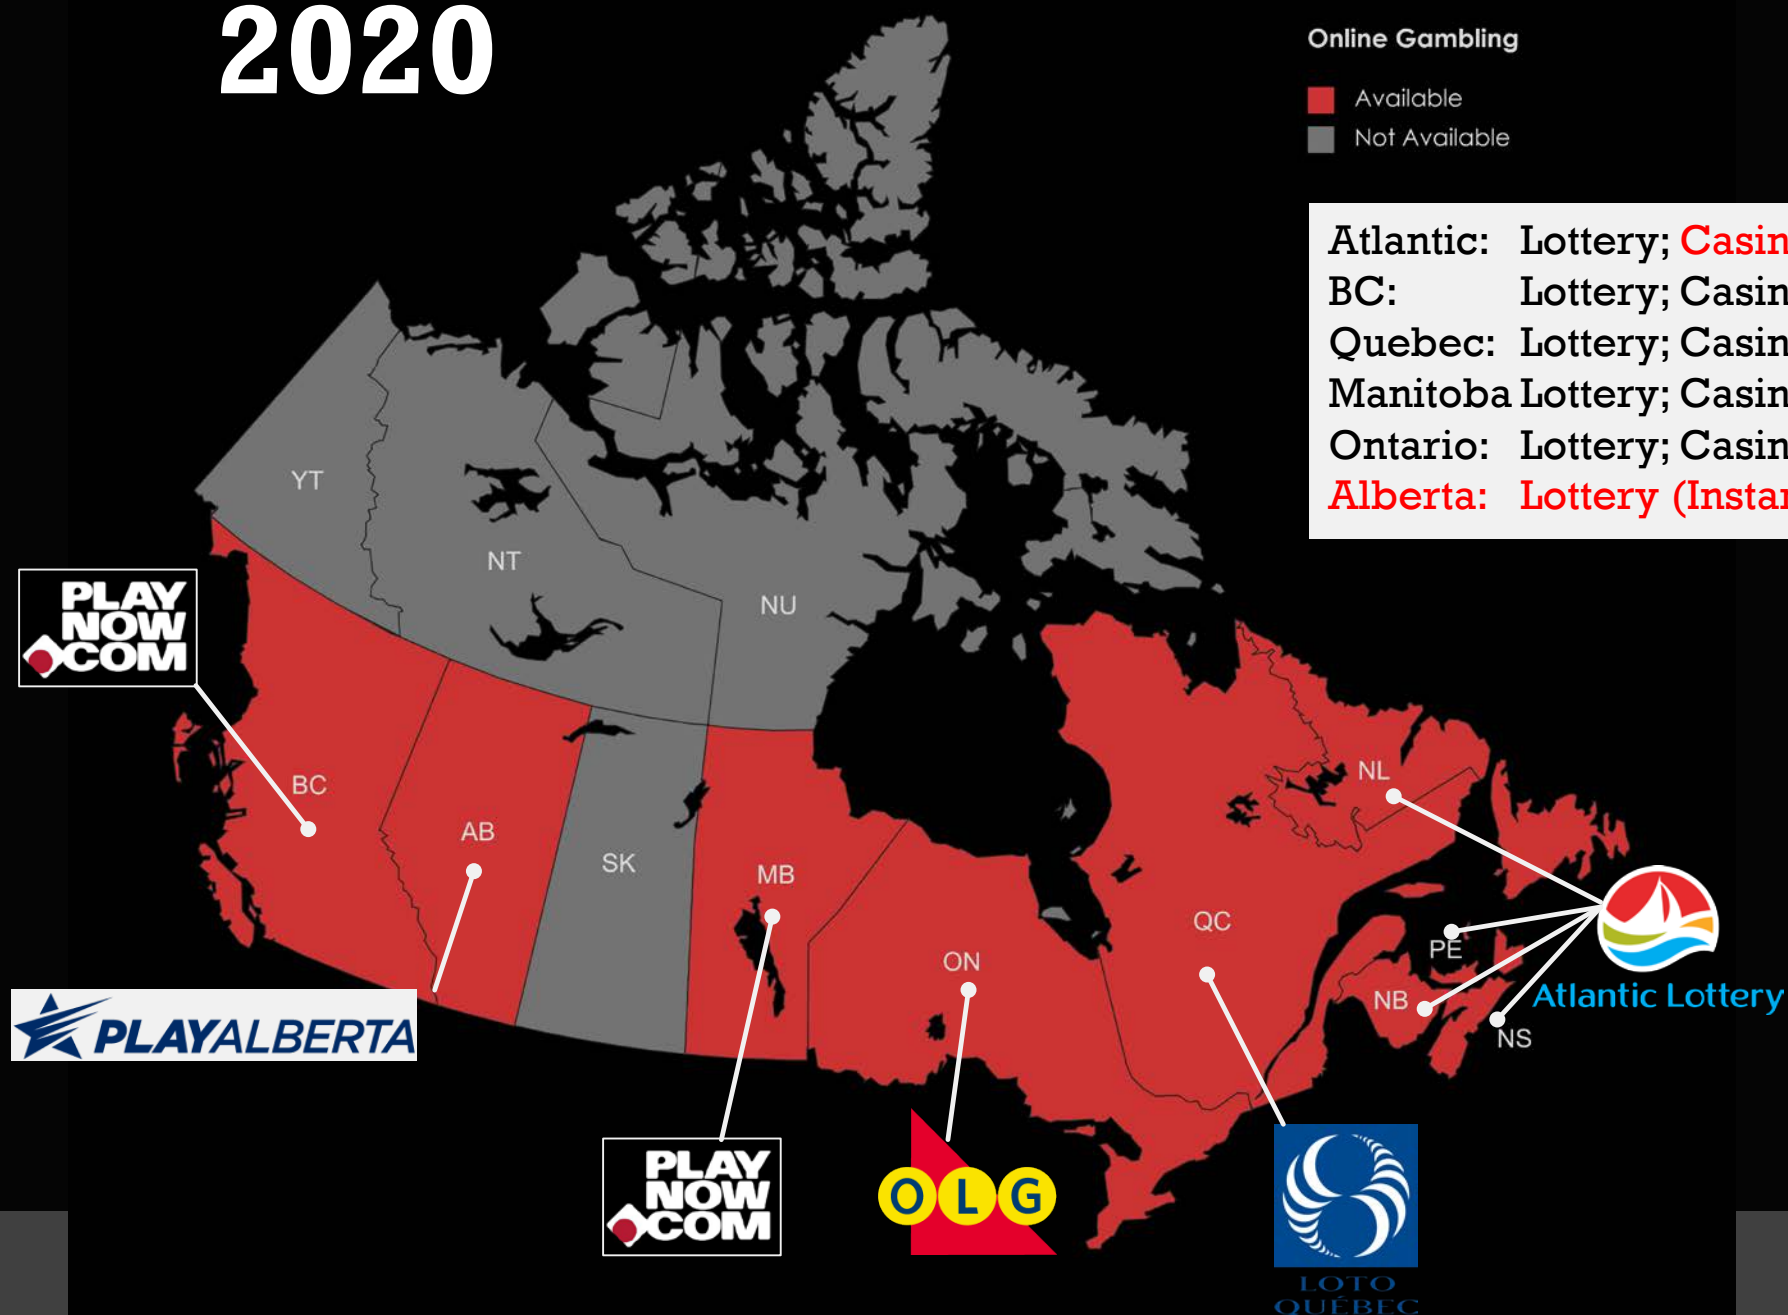 2020
Online Gambling
Available
Not Available
Atlantic: Lottery; Casin
BC: Lottery; Casin
Quebec: Lottery; Casin
Manitoba Lottery; Casin
Ontario: Lottery; Casin
Alberta: Lottery (Instan
YT
NT
NU
PLAY
NOW
COM
BC
AB
SK
MB
ON
QC
NL
PE
NB
NS
Atlantic Lottery
PLAYALBERTA
PLAY
NOW
COM
OLG
LOTO
QUÉBEC